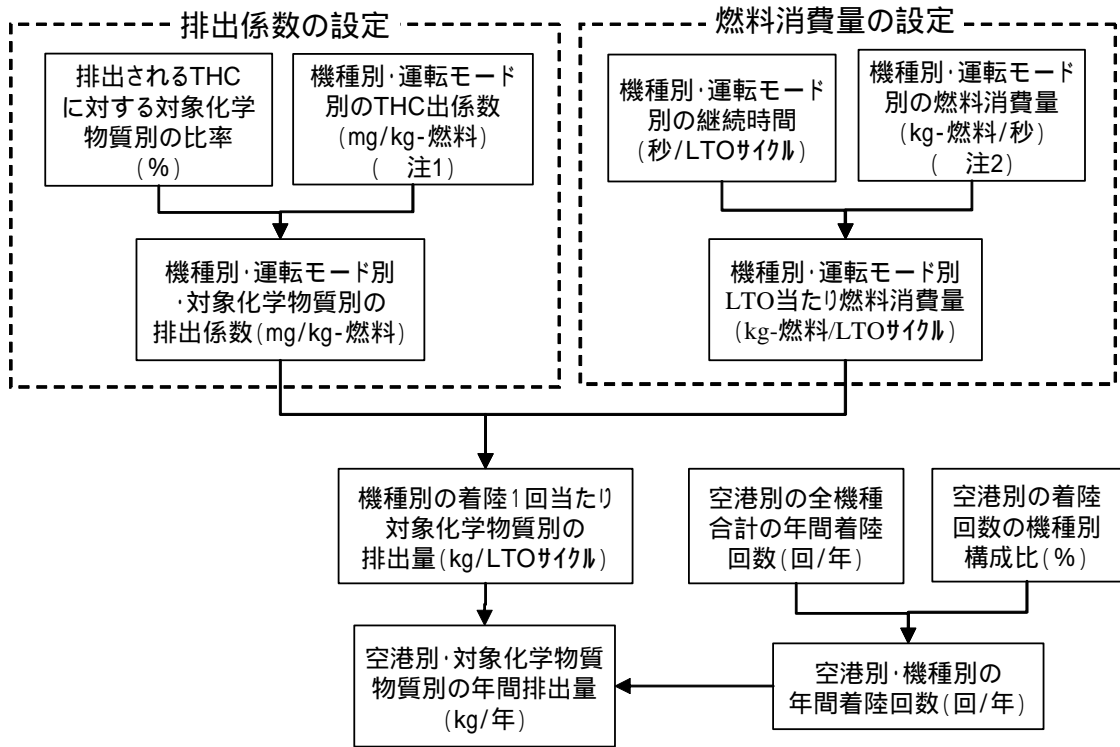 排出係数の設定
燃料消費量の設定
排出されるTHC
に対する対象化学
物質別の比率
(%)
機種別・運転モード
別のTHC出係数
(mg/kg-燃料)
( 注1)
機種別・運転モード
別の継続時間
(秒/LTOサイクル)
機種別・運転モード
別の燃料消費量
(kg-燃料/秒)
( 注2)
機種別・運転モード別
・対象化学物質別の
排出係数(mg/kg-燃料)
機種別・運転モード別
LTO当たり燃料消費量
(kg-燃料/LTOサイクル)
機種別の着陸1回当たり
対象化学物質別の
排出量(kg/LTOサイクル)
空港別の全機種
合計の年間着陸
回数(回/年)
空港別の着陸
回数の機種別
構成比(%)
空港別・対象化学物質
物質別の年間排出量
(kg/年)
空港別・機種別の
年間着陸回数(回/年)